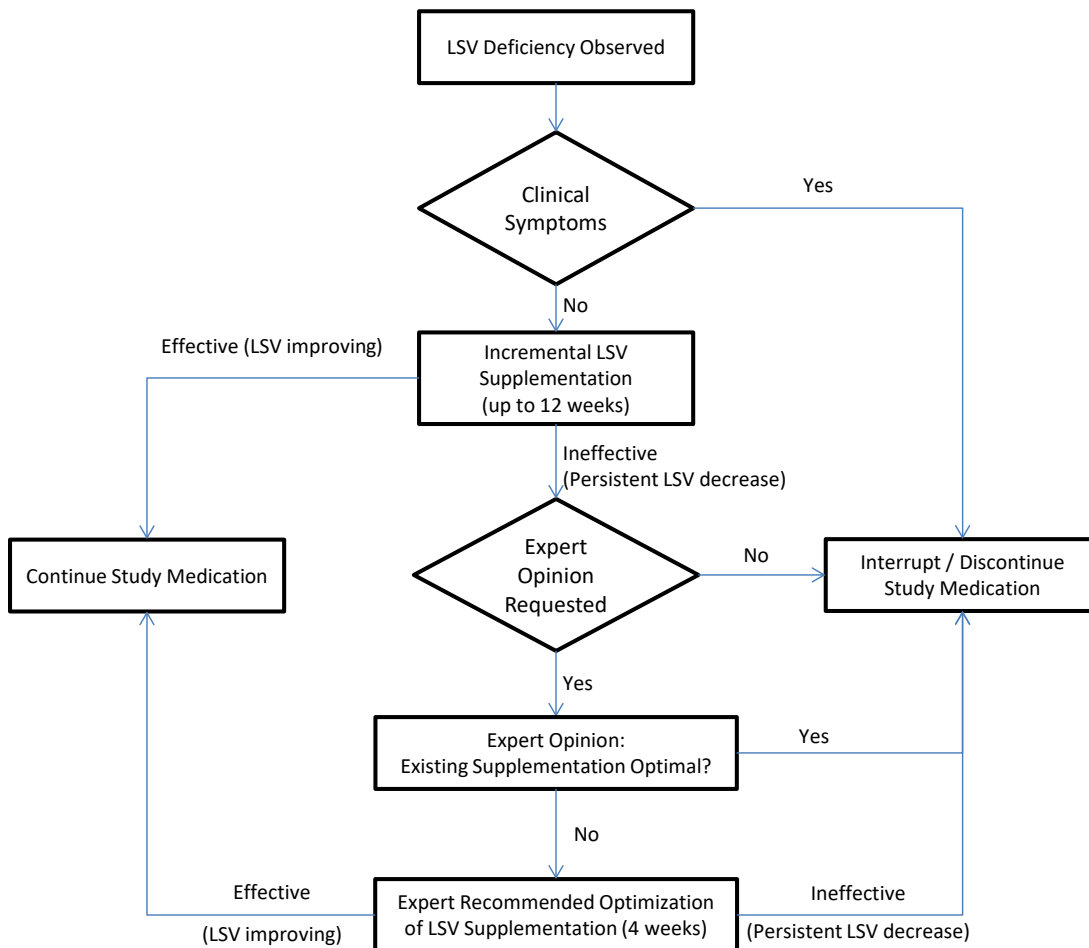 LSV Deficiency Observed
Clinical
Symptoms
Yes
No
Effective (LSV improving)
Incremental LSV
Supplementation
(up to 12 weeks)
Ineffective
(Persistent LSV decrease)
Continue Study Medication
Expert
Opinion
Requested
No
Interrupt / Discontinue
Study Medication
Yes
Expert Opinion:
Existing Supplementation Optimal?
Yes
No
Effective
(LSV improving)
Expert Recommended Optimization
of LSV Supplementation (4 weeks)
Ineffective
(Persistent LSV decrease)